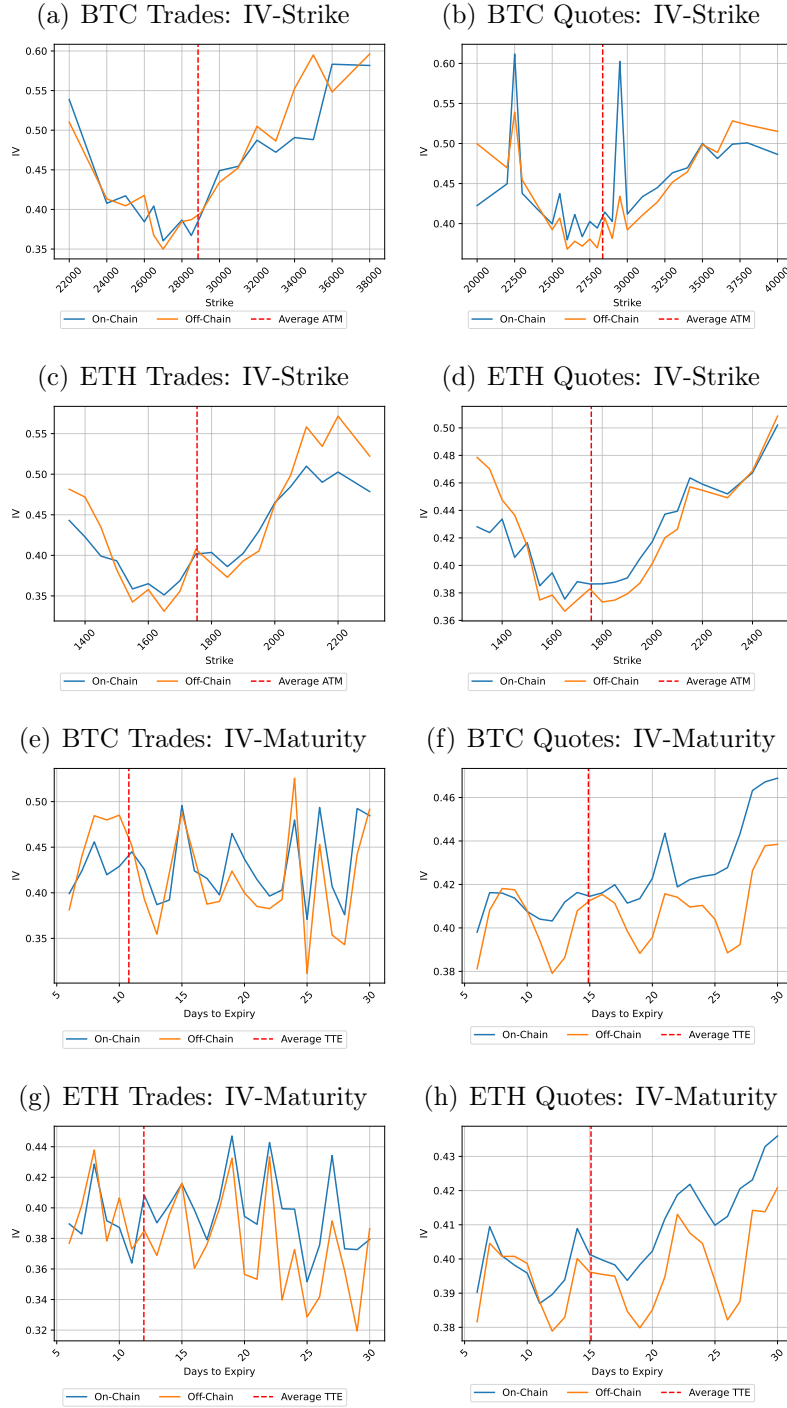 (a) BTC Trades: IV-Strike
0.60
0.55
0.50
0.45
0.40
0.35
IV
22000 24000 26000 28000 30000 32000 34000 36000 38000
Strike
On-Chain Off-Chain Average ATM
(b) BTC Quotes: IV-Strike
0.60
0.55
0.50
0.45
0.40
IV
20000 22500 25000 27500 30000 32500 35000 37500 40000
Strike
On-Chain Off-Chain Average ATM
(c) ETH Trades: IV-Strike
0.55
0.50
0.45
0.40
0.35
IV
1400 1600 1800 2000 2200
Strike
On-Chain Off-Chain Average ATM
(d) ETH Quotes: IV-Strike
0.50
0.48
0.46
0.44
0.42
0.40
0.38
0.36
IV
1400 1600 1800 2000 2200 2400
Strike
On-Chain Off-Chain Average ATM
(e) BTC Trades: IV-Maturity
0.50
0.45
0.40
0.35
IV
5 10 15 20 25 30
Days to Expiry
On-Chain Off-Chain Average TTE
(f) BTC Quotes: IV-Maturity
0.46
0.44
0.42
0.40
0.38
IV
5 10 15 20 25 30
Days to Expiry
On-Chain Off-Chain Average TTE
(g) ETH Trades: IV-Maturity
0.44
0.42
0.40
0.38
0.36
0.34
0.32
IV
5 10 15 20 25 30
Days to Expiry
On-Chain Off-Chain Average TTE
(h) ETH Quotes: IV-Maturity
0.43
0.42
0.41
0.40
0.39
0.38
IV
5 10 15 20 25 30
Days to Expiry
On-Chain Off-Chain Average TTE